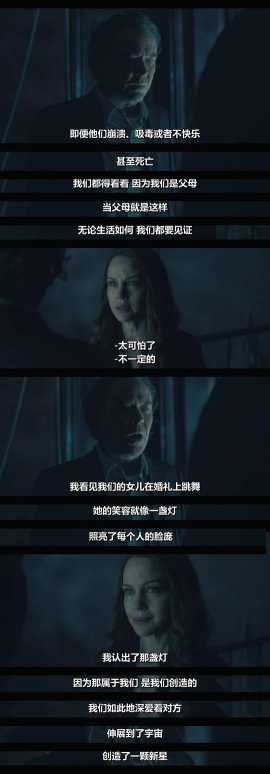 即便他们崩溃、吸毒或者不快乐
甚至死亡
我们都得看看 因为我们是父母
当父母就是这样
无论生活如何 我们都要见证
-太可怕了
-不一定的
我看见我们的女儿在婚礼上跳舞
她的笑容就像一盏灯
照亮了每个人的脸庞
我认出了那盏灯
因为那属于我们 是我们创造的
我们如此地深爱着对方
伸展到了宇宙
创造了一颗新星